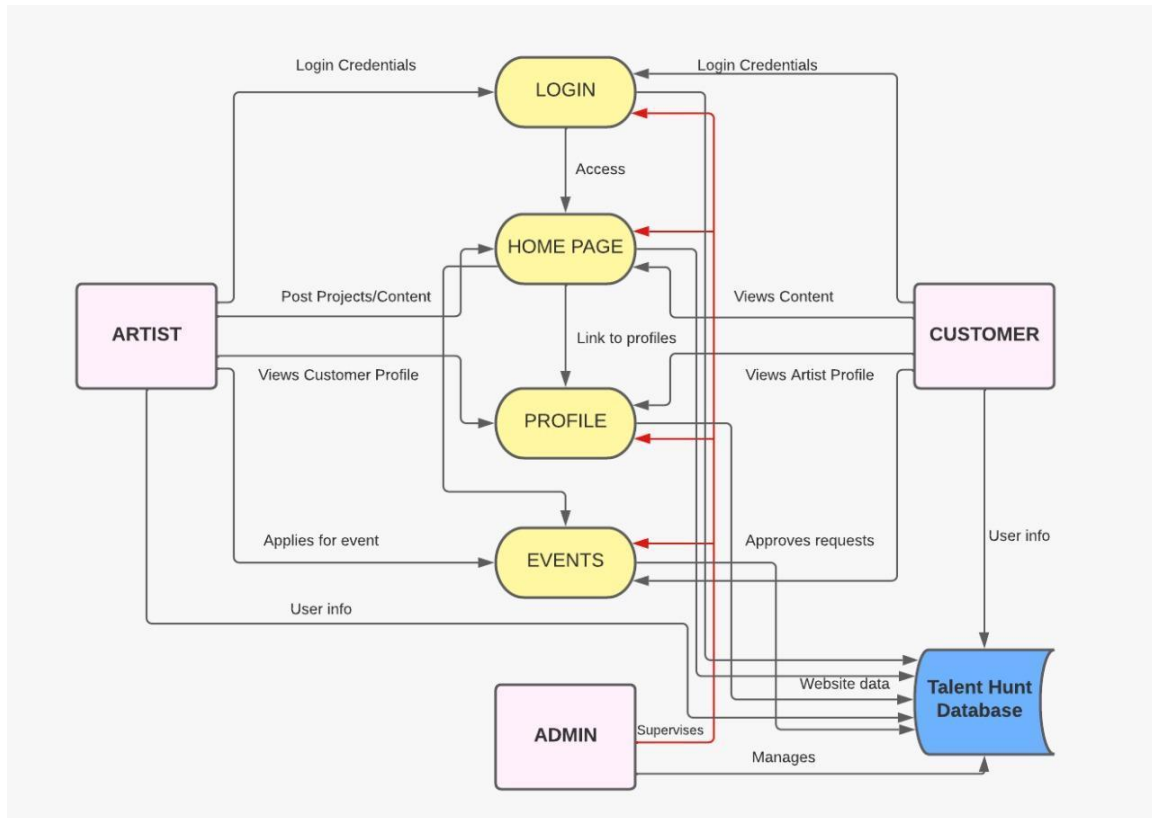 Login Credentials
Login Credentials
LOGIN
Access
HOME PAGE
Post Projects/Content
Views Content
ARTIST
Link to profiles
CUSTOMER
Views Customer Profile
Views Artist Profile
PROFILE
Applies for event
Approves requests
User info
EVENTS
User info
Website data
Talent Hunt
Database
Supervises
ADMIN
Manages